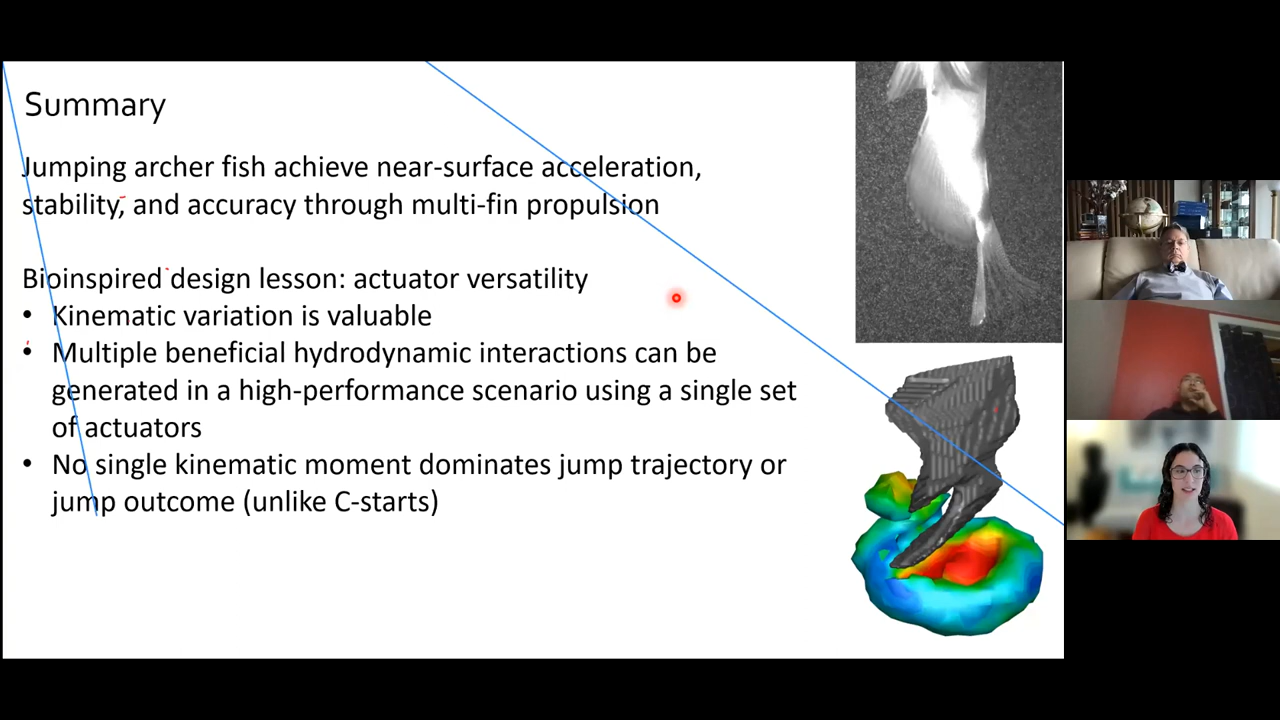 Summary
Jumping archer fish achieve near-surface acceleration,
stability, and accuracy through multi-fin propulsion
Bioinspired design lesson: actuator versatility
• Kinematic variation is valuable
• Multiple beneficial hydrodynamic interactions can be
generated in a high-performance scenario using a single set
of actuators
• No single kinematic moment dominates jump trajectory or
jump outcome (unlike C-starts)